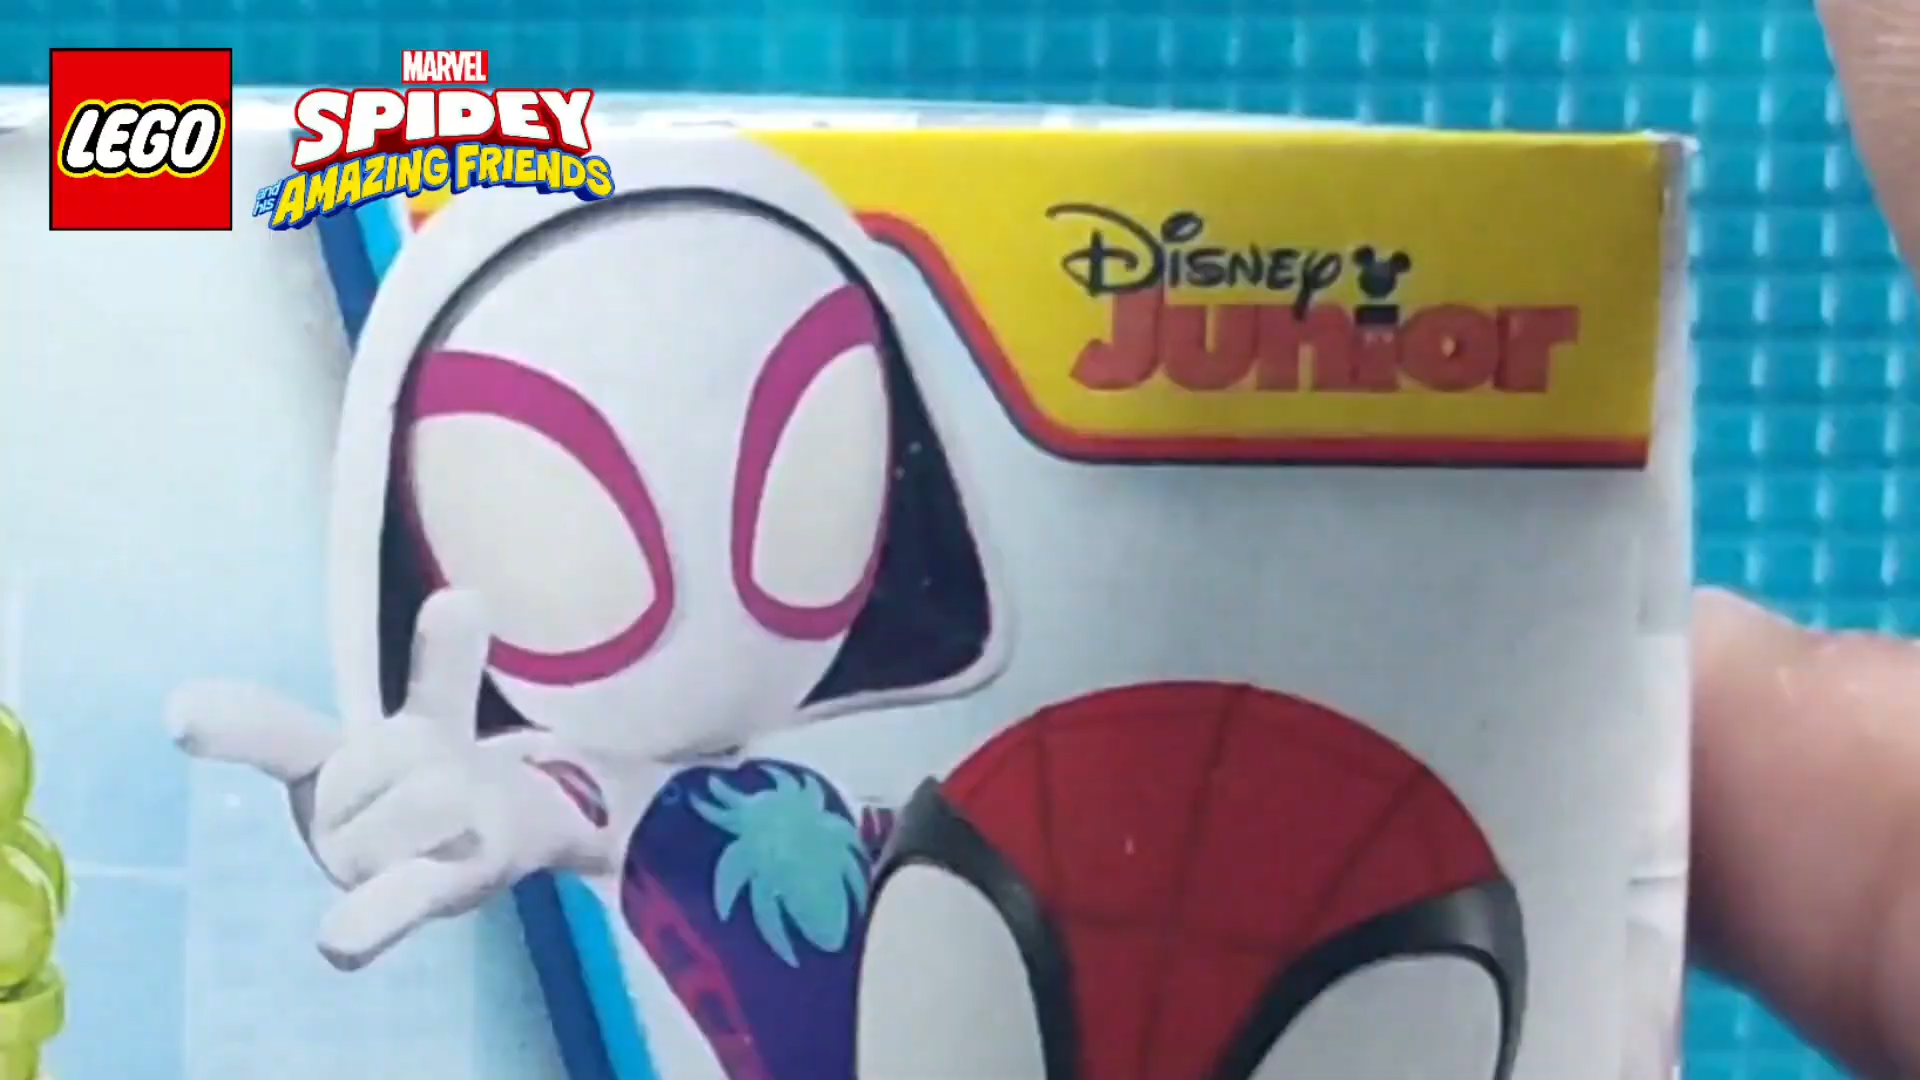 LEGO
MARVEL
SPIDEY
and his
AMAZING FRIENDS
Disney
Junior